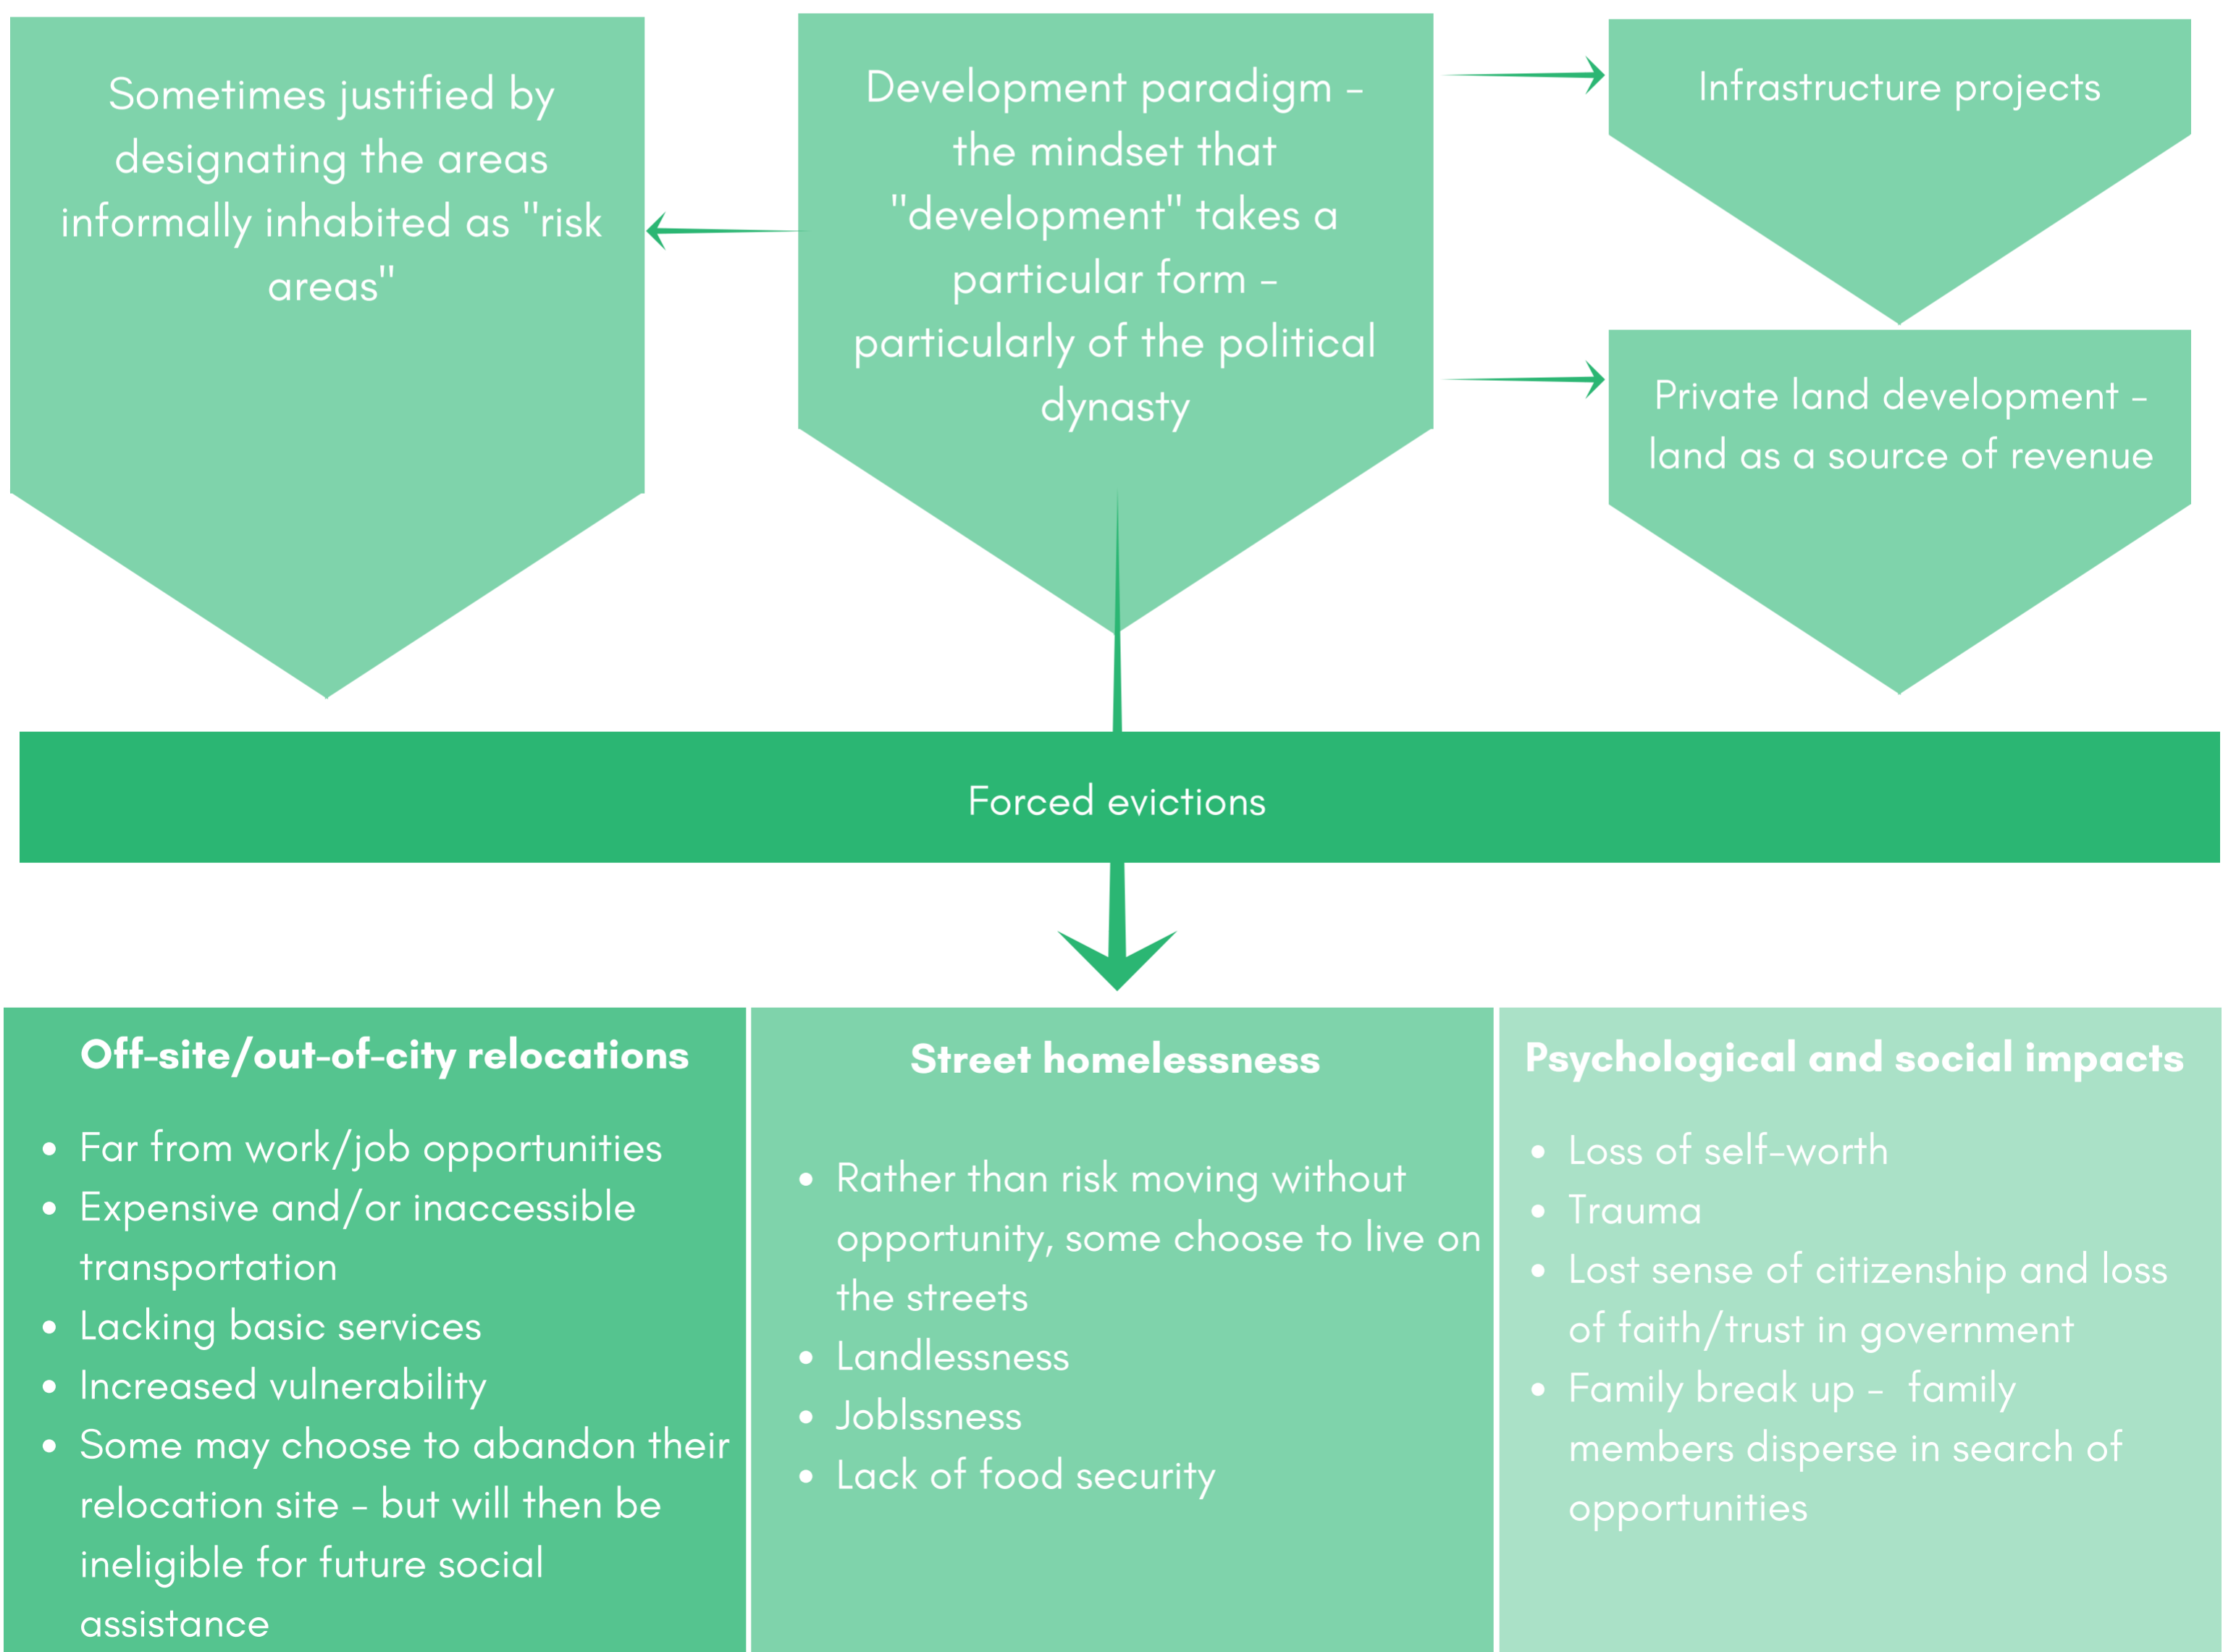 Sometimes justified by
designating the areas
informally inhabited as "risk
areas"
Development paradigm -
the mindset that
"development" takes a
particular form -
particularly of the political
dynasty
Infrastructure projects
Private land development -
land as a source of revenue
Forced evictions
Off-site/out-of-city relocations
• Far from work/job opportunities
• Expensive and/or inaccessible
transportation
• Lacking basic services
• Increased vulnerability
• Some may choose to abandon their
relocation site - but will then be
ineligible for future social
assistance
Street homelessness
• Rather than risk moving without
opportunity, some choose to live on
the streets
• Landlessness
• Joblssness
• Lack of food security
Psychological and social impacts
• Loss of self-worth
• Trauma
• Lost sense of citizenship and loss
of faith/trust in government
• Family break up - family
members disperse in search of
opportunities